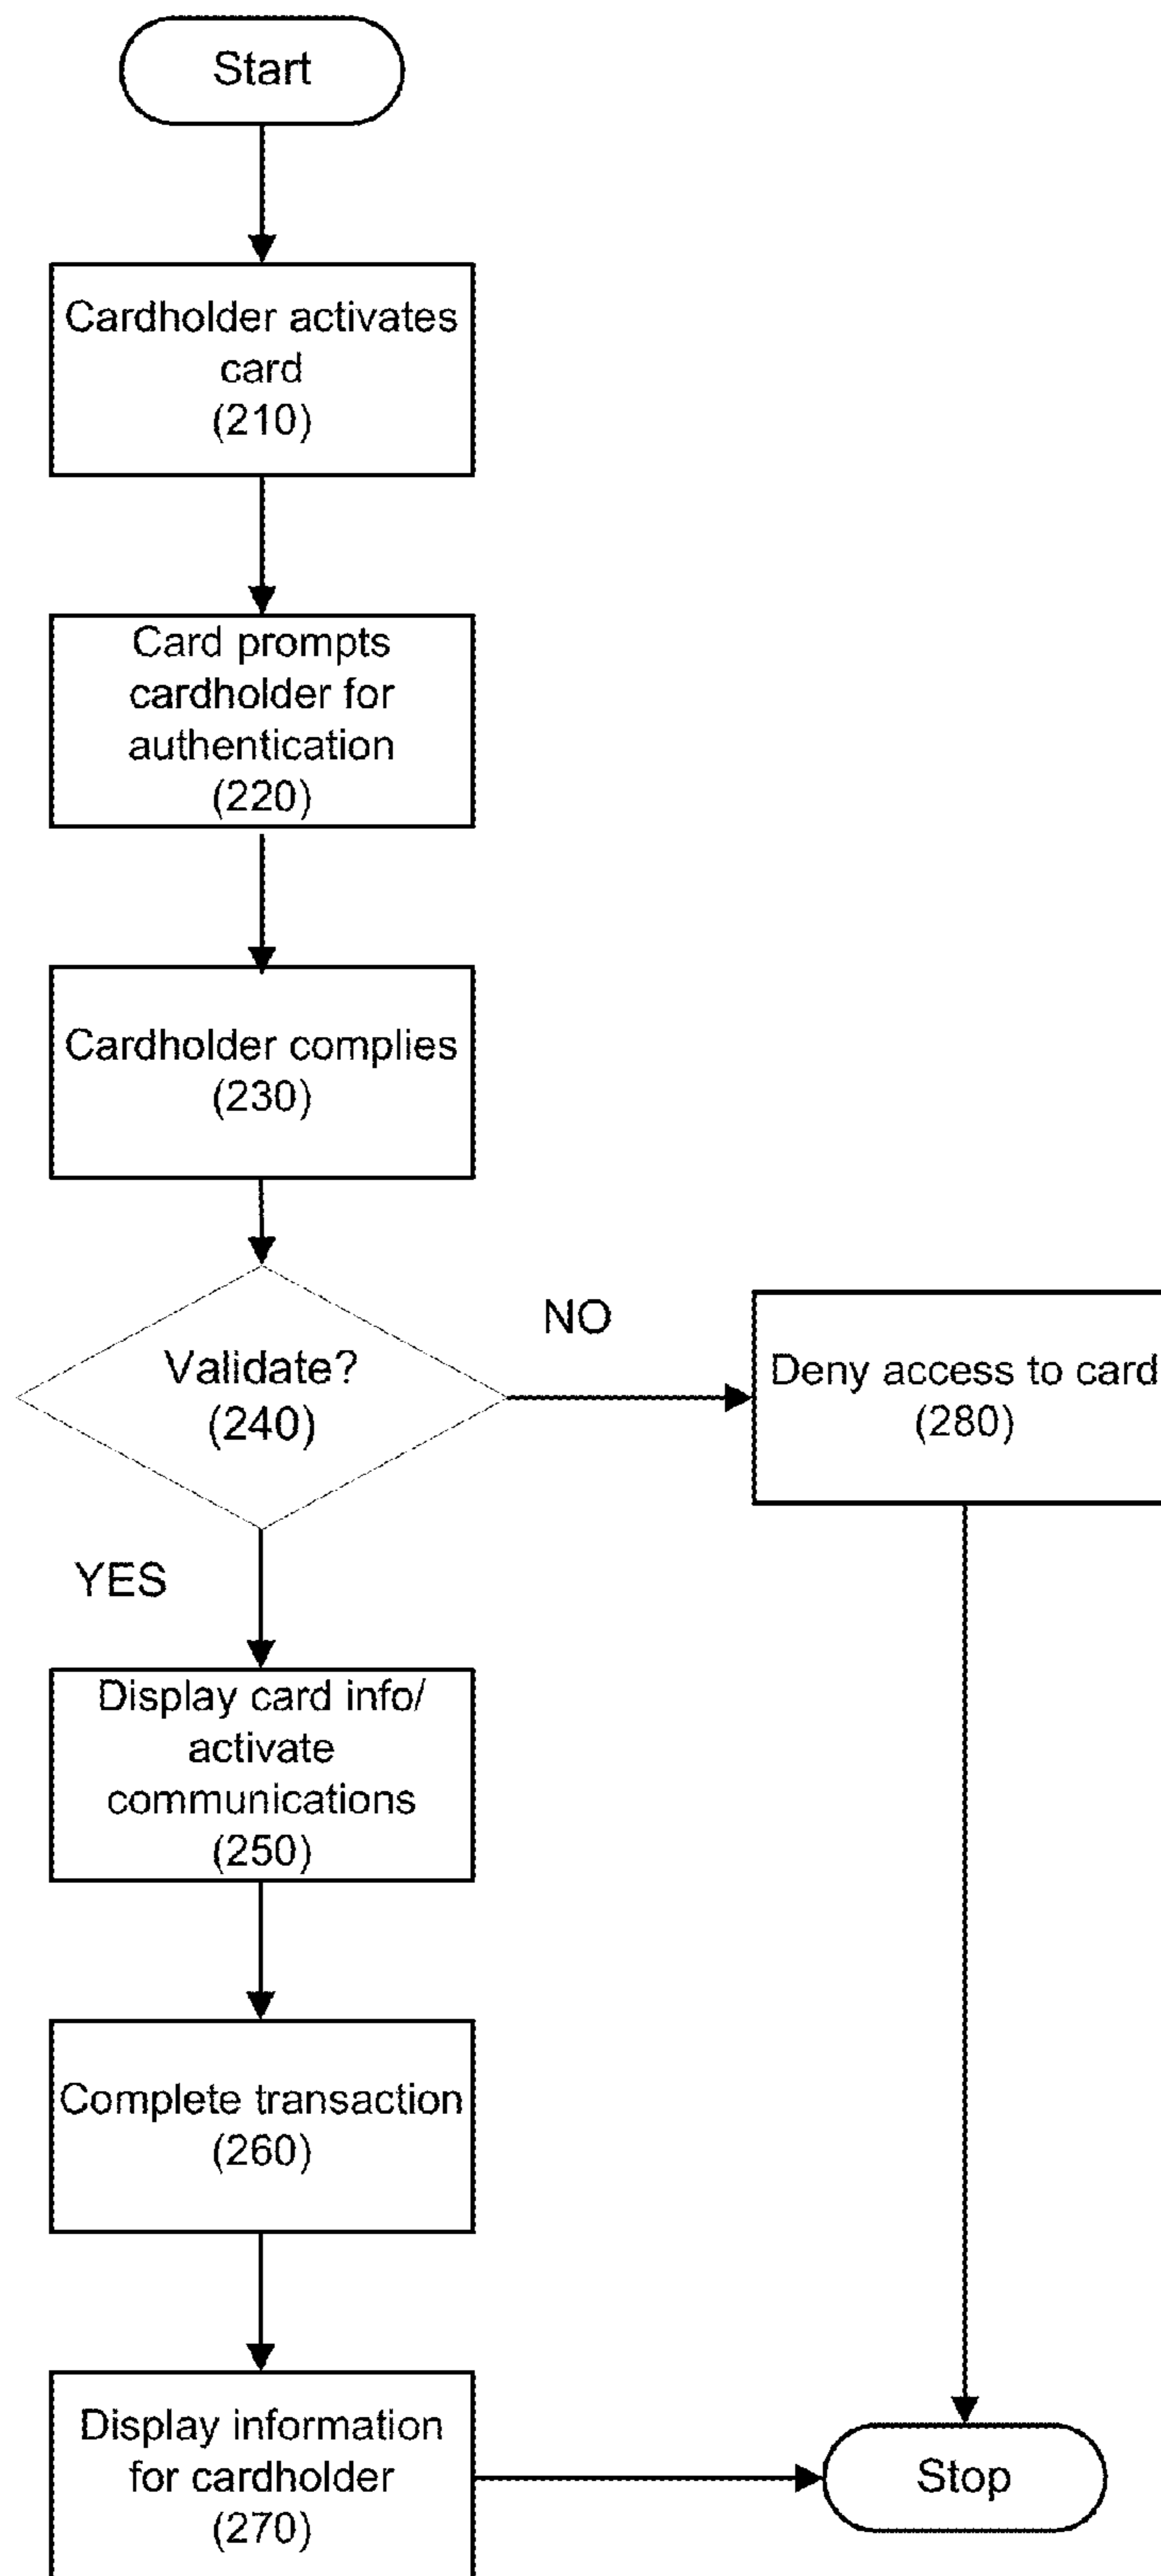 Start
Cardholder activates
card
(210)
Card prompts
cardholder for
authentication
(220)
Cardholder complies
(230)
Validate?
(240)
NO
Deny access to card
(280)
YES
Display card info/
activate
communications
(250)
Complete transaction
(260)
Display information
for cardholder
(270)
Stop